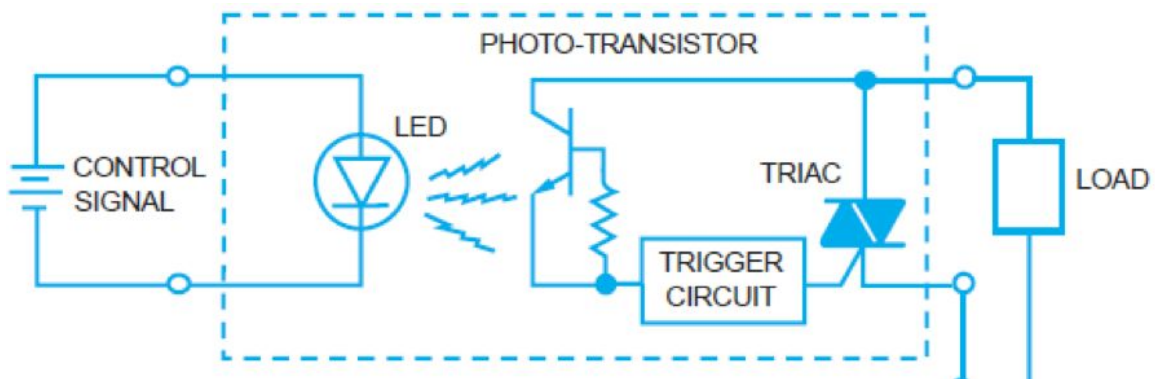 PHOTO-TRANSISTOR
LED
CONTROL
SIGNAL
TRIAC
LOAD
TRIGGER
CIRCUIT